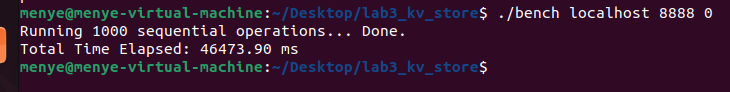 menye@menye-virtual-machine:~/Desktop/lab3_kv_store$ ./bench localhost 8888 0
Running 1000 sequential operations... Done.
Total Time Elapsed: 46473.90 ms
menye@menye-virtual-machine:~/Desktop/lab3_kv_store$